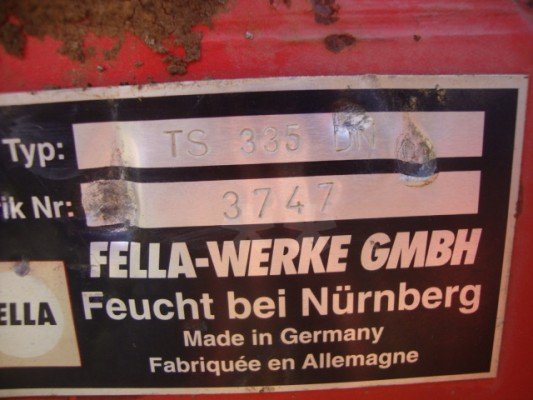 Typ: TS 335 DN
ik Nr: 3747
FELLA-WERKE GMBH
ELLA
Feucht bei Nürnberg
Made in Germany
Fabriquée en Allemagne